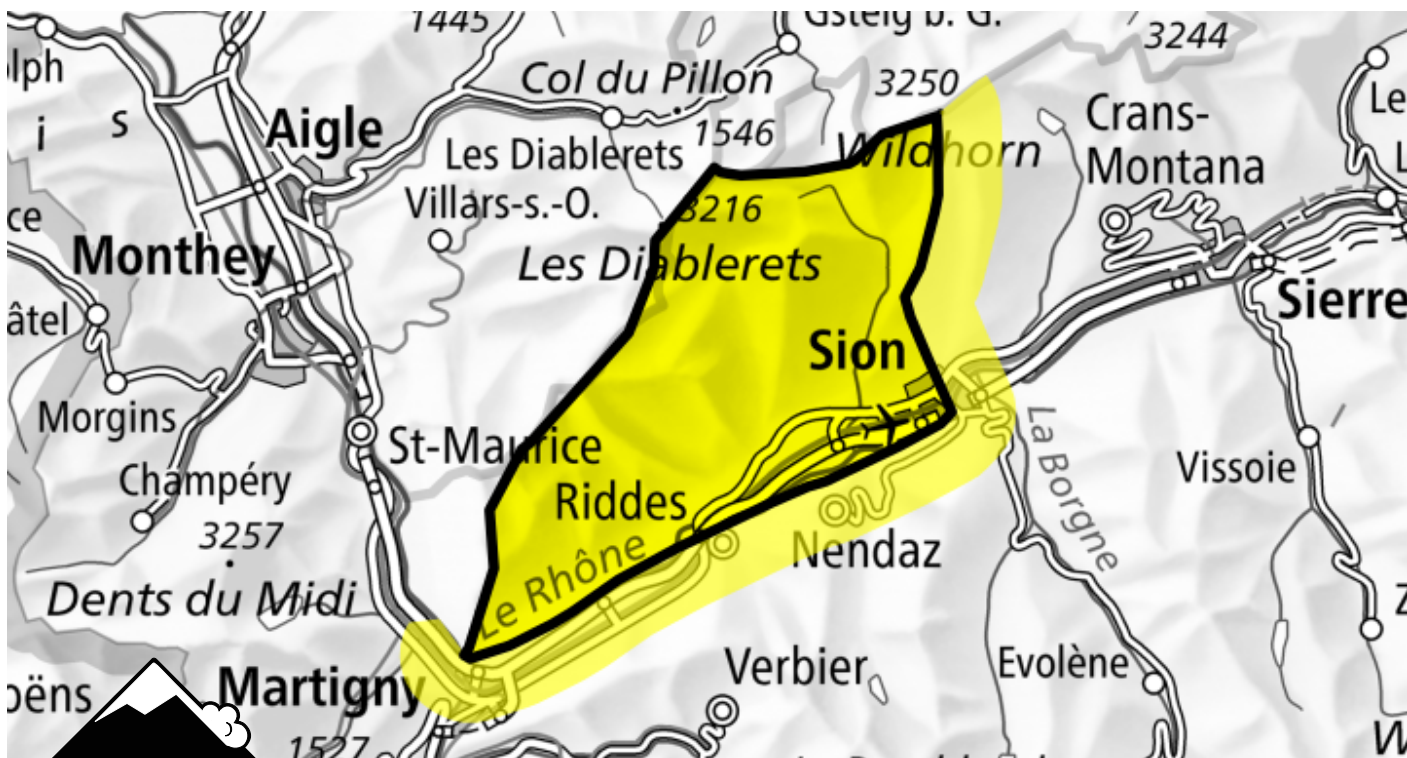 1445
Gsteig b. G.
3244
olph
Col du Pillon
3250
i s
Aigle
1546
Crans-
Montana
Les Diablerets
Wildhorn
ce
Villars-s.-O.
3216
Monthey
Les Diablerets
Sierre
âtel
Sion
Morgins
St-Maurice
La Borgne
Vissoie
Champéry
Riddes
3257
Le Rhône
Nendaz
Dents du Midi
Martigny
Verbier
Evolène
oëns
1527